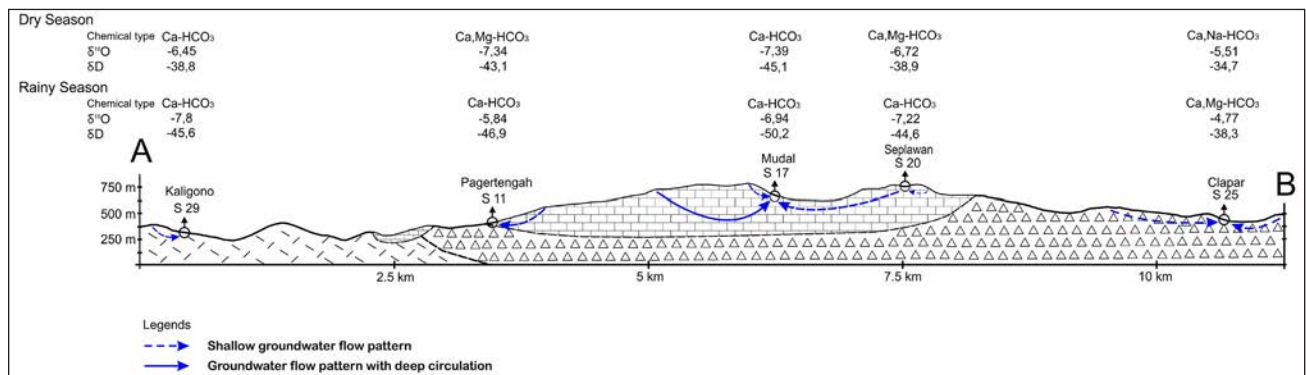 Dry Season
Chemical type Ca-HCO₃ Ca,Mg-HCO₃ Ca-HCO₃ Ca,Mg-HCO₃ Ca,Na-HCO₃
δ¹⁸O -6,45 -7,34 -7,39 -6,72 -5,51
δD -38,8 -43,1 -45,1 -38,9 -34,7
Rainy Season
Chemical type Ca-HCO₃ Ca-HCO₃ Ca-HCO₃ Ca-HCO₃ Ca,Mg-HCO₃
δ¹⁸O -7,8 -5,84 -6,94 -7,22 -4,77
δD -45,6 -46,9 -50,2 -44,6 -38,3
A
B
Kaligono
S 29
Pagertengah
S 11
Mudal
S 17
Seplawan
S 20
Clapar
S 25
750 m
500 m
250 m
2.5 km 5 km 7.5 km 10 km
Legends
Shallow groundwater flow pattern
Groundwater flow pattern with deep circulation